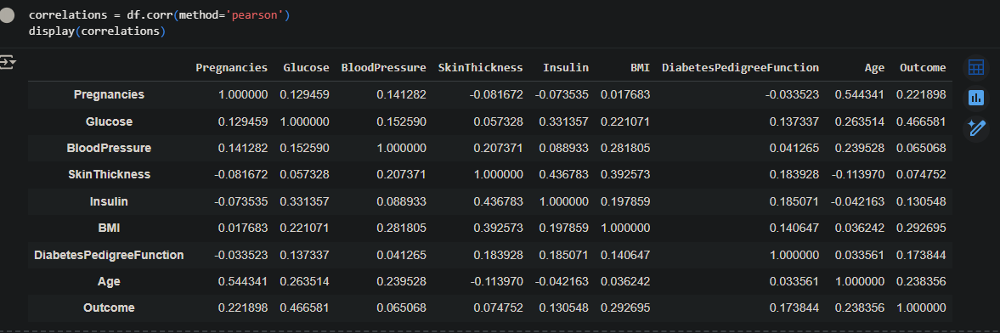 correlations = df.corr(method='pearson')
display(correlations)
Pregnancies Glucose BloodPressure SkinThickness Insulin BMI DiabetesPedigreeFunction Age Outcome
Pregnancies 1.000000 0.129459 0.141282 -0.081672 -0.073535 0.017683 -0.033523 0.544341 0.221898
Glucose 0.129459 1.000000 0.152590 0.057328 0.331357 0.221071 0.137337 0.263514 0.466581
BloodPressure 0.141282 0.152590 1.000000 0.207371 0.088933 0.281805 0.041265 0.239528 0.065068
SkinThickness -0.081672 0.057328 0.207371 1.000000 0.436783 0.392573 0.183928 -0.113970 0.074752
Insulin -0.073535 0.331357 0.088933 0.436783 1.000000 0.197859 0.185071 -0.042163 0.130548
BMI 0.017683 0.221071 0.281805 0.392573 0.197859 1.000000 0.140647 0.036242 0.292695
DiabetesPedigreeFunction -0.033523 0.137337 0.041265 0.183928 0.185071 0.140647 1.000000 0.033561 0.173844
Age 0.544341 0.263514 0.239528 -0.113970 -0.042163 0.036242 0.033561 1.000000 0.238356
Outcome 0.221898 0.466581 0.065068 0.074752 0.130548 0.292695 0.173844 0.238356 1.000000